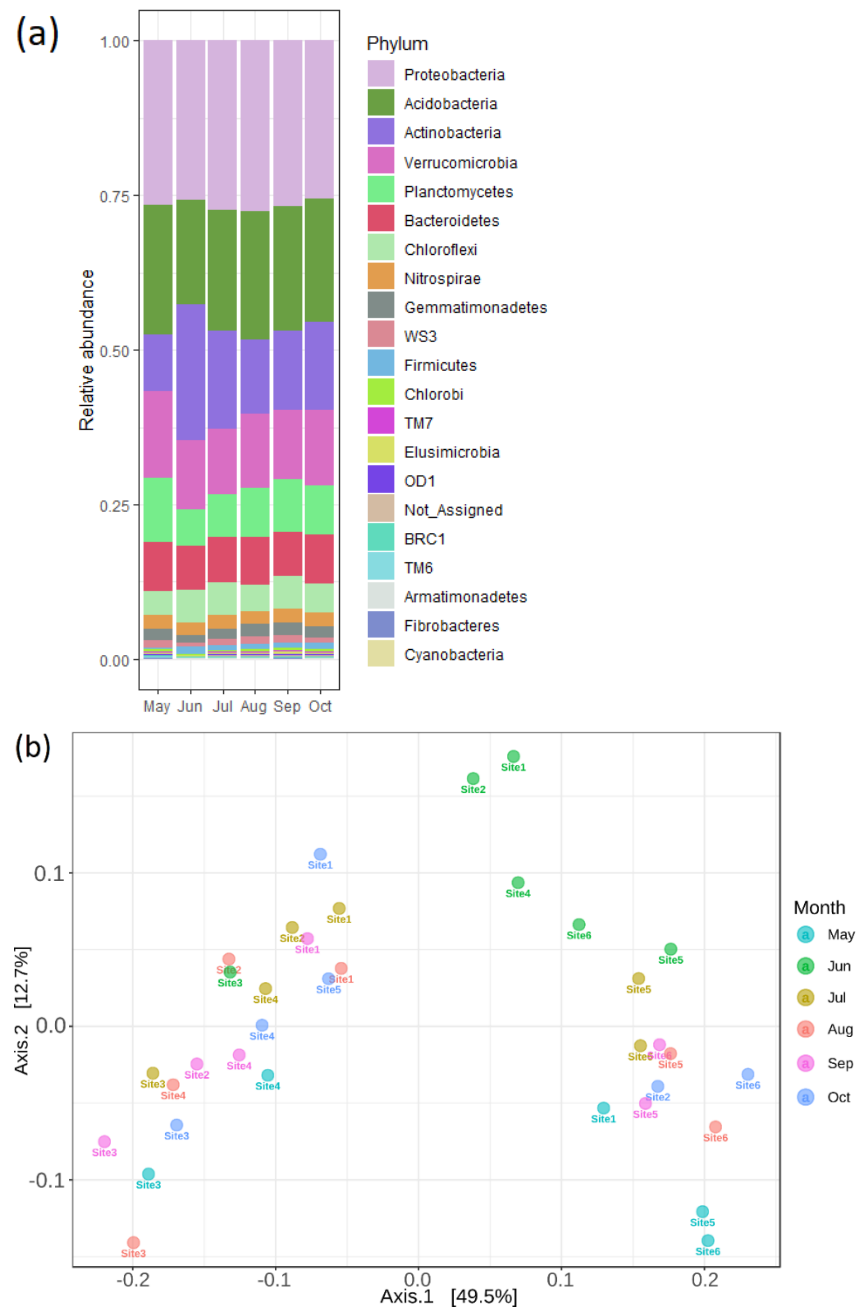 (a)
Phylum
1.00
0.75
0.50
0.25
0.00
Relative abundance
May Jun Jul Aug Sep Oct
Proteobacteria
Acidobacteria
Actinobacteria
Verrucomicrobia
Planctomycetes
Bacteroidetes
Chloroflexi
Nitrospirae
Gemmatimonadetes
WS3
Firmicutes
Chlorobi
TM7
Elusimicrobia
OD1
Not_Assigned
BRC1
TM6
Armatimonadetes
Fibrobacteres
Cyanobacteria
(b)
Site1
Site2
Site1
Site4
Site1
Site6
Site2
Site1
Site5
Site2
Site1
Site3
Site5
Site5
Site4
Site4
Site6
Site5
Site3
Site4
Site2
Site4
Site4
Site6
Site2
Site6
Site1
Site5
Site3
Site6
Site3
Site3
Site5
Site6
Site3
0.1
0.0
-0.1
Axis.2 [12.7%]
-0.2 -0.1 0.0 0.1 0.2
Axis.1 [49.5%]
Month
a May
a Jun
a Jul
a Aug
a Sep
a Oct